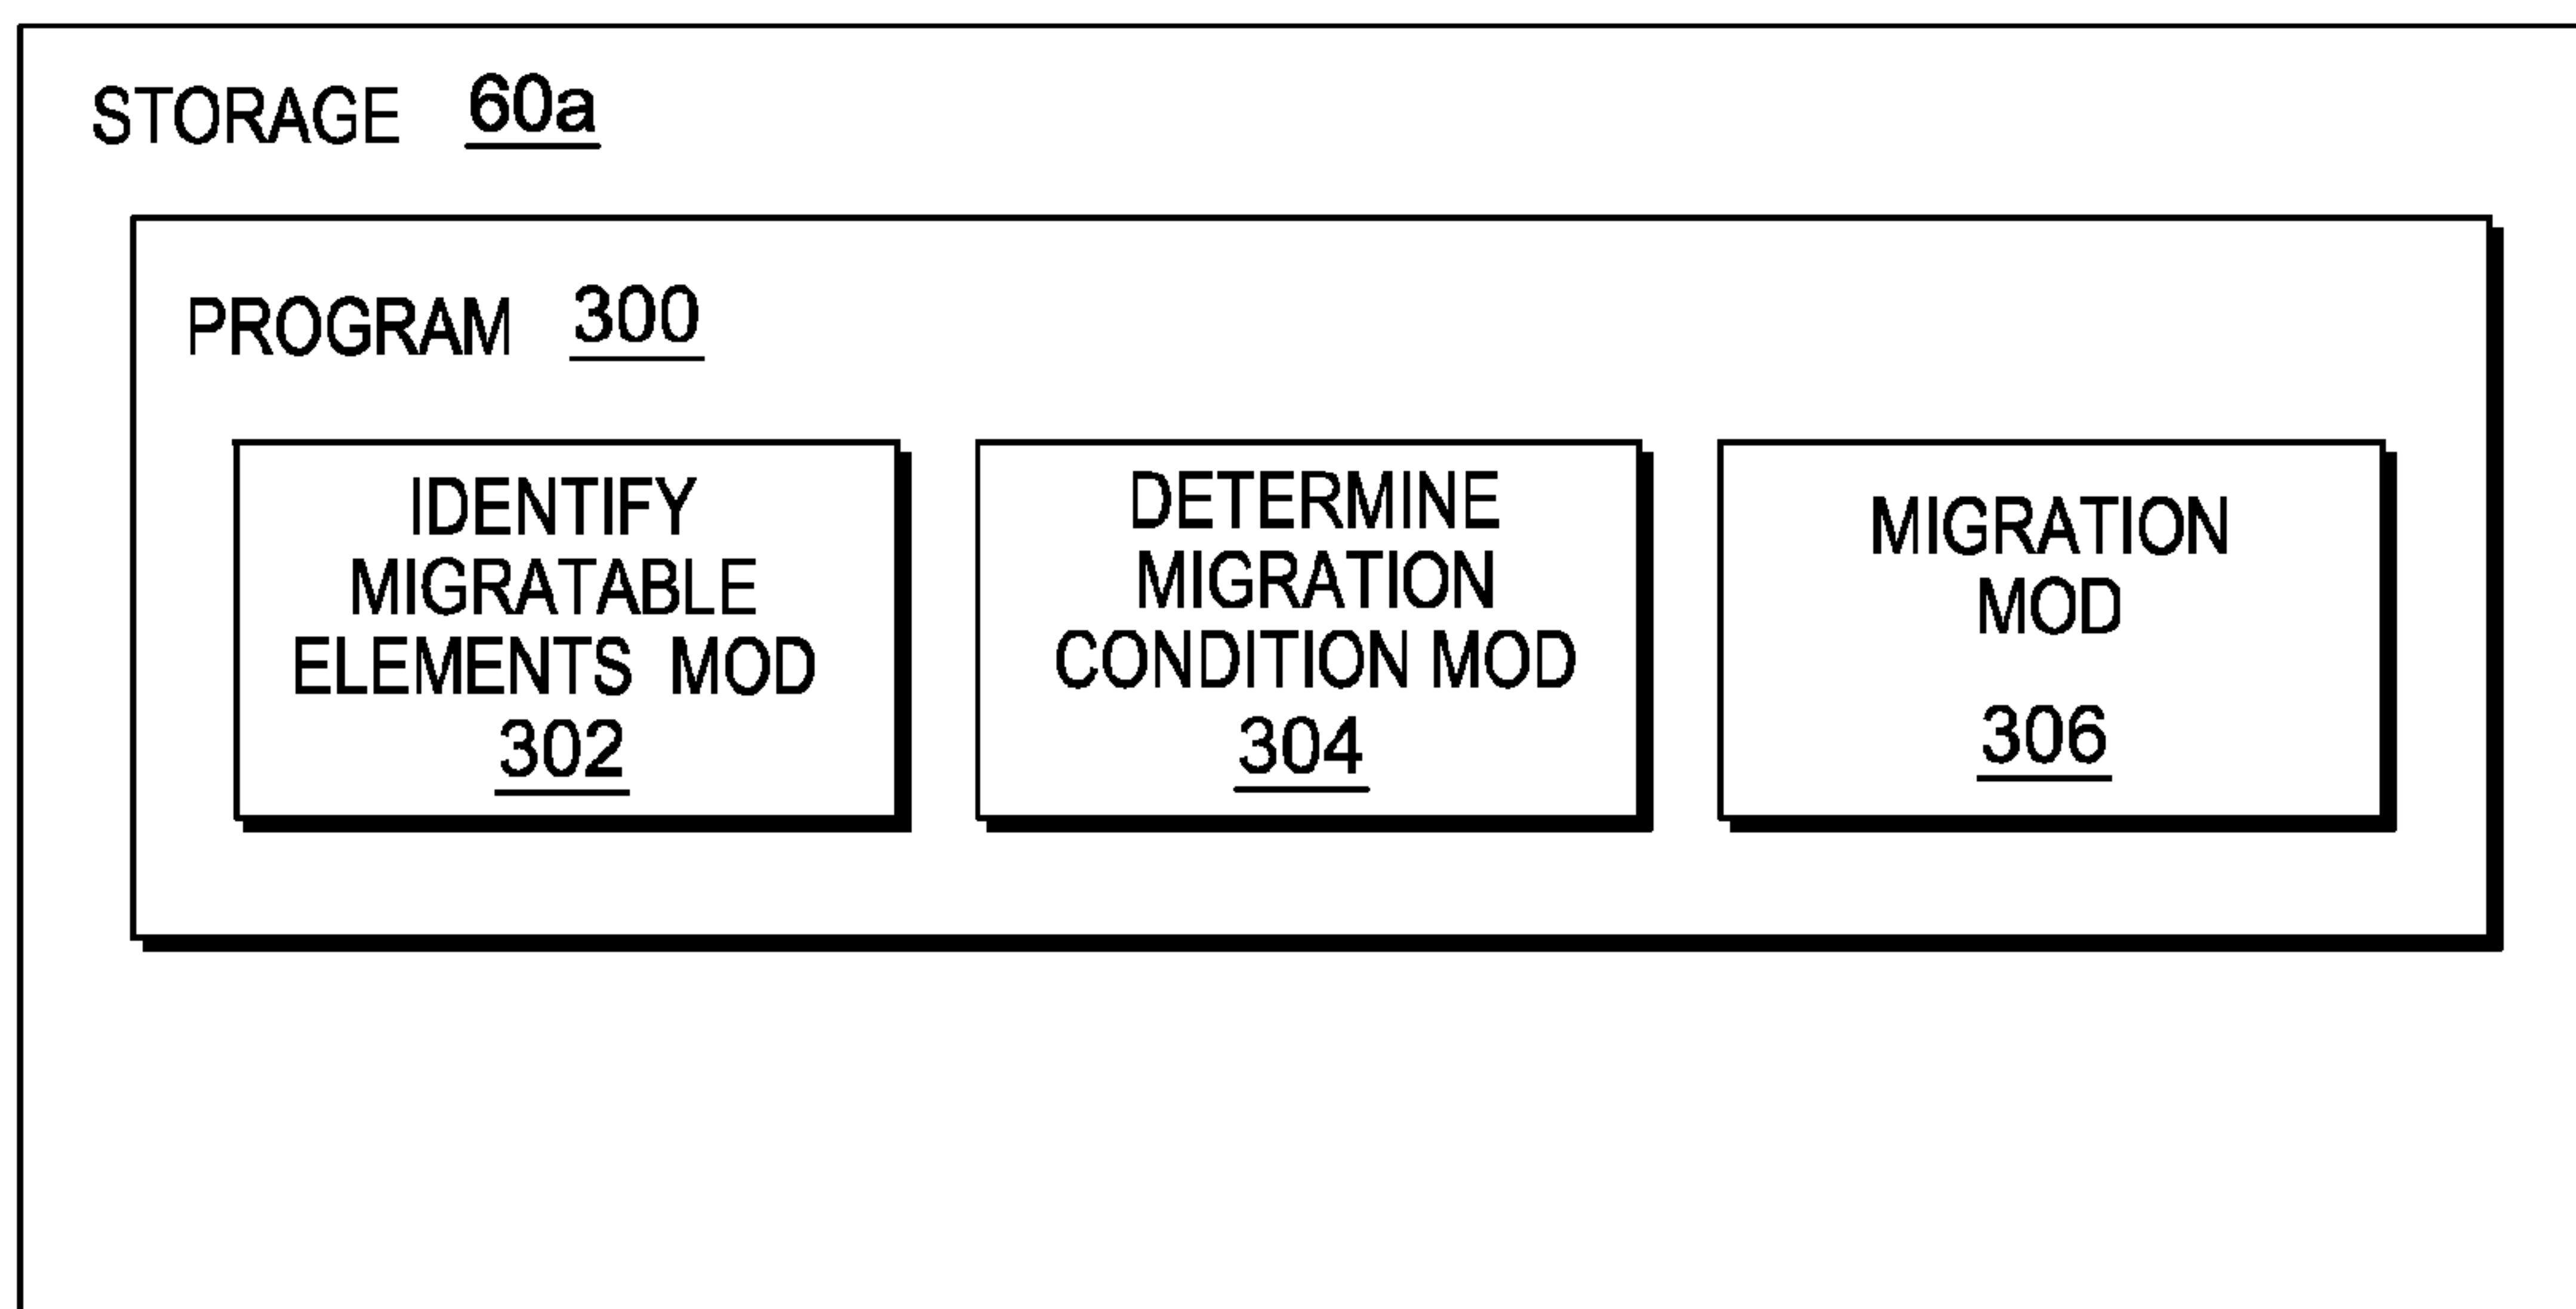 STORAGE 60a
PROGRAM 300
IDENTIFY
MIGRATABLE
ELEMENTS MOD
302
DETERMINE
MIGRATION
CONDITION MOD
304
MIGRATION
MOD
306